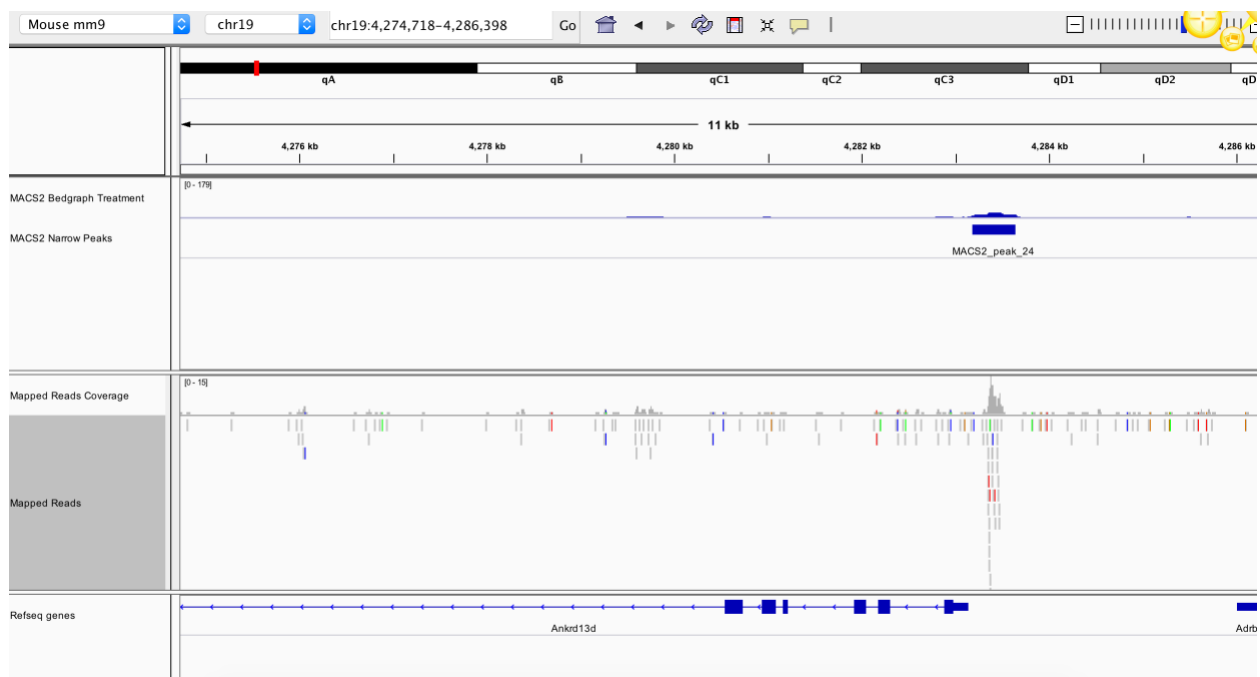 Mouse mm9 chr19 chr19:4,274,718-4,286,398 Go
qA qB qC1 qC2 qC3 qD1 qD2 qD
11 kb
4,276 kb 4,278 kb 4,280 kb 4,282 kb 4,284 kb 4,286 kb
[0 - 179]
MACS2 Bedgraph Treatment
MACS2 Narrow Peaks
MACS2_peak_24
[0 - 15]
Mapped Reads Coverage
Mapped Reads
Refseq genes
Ankrd13d Adrb